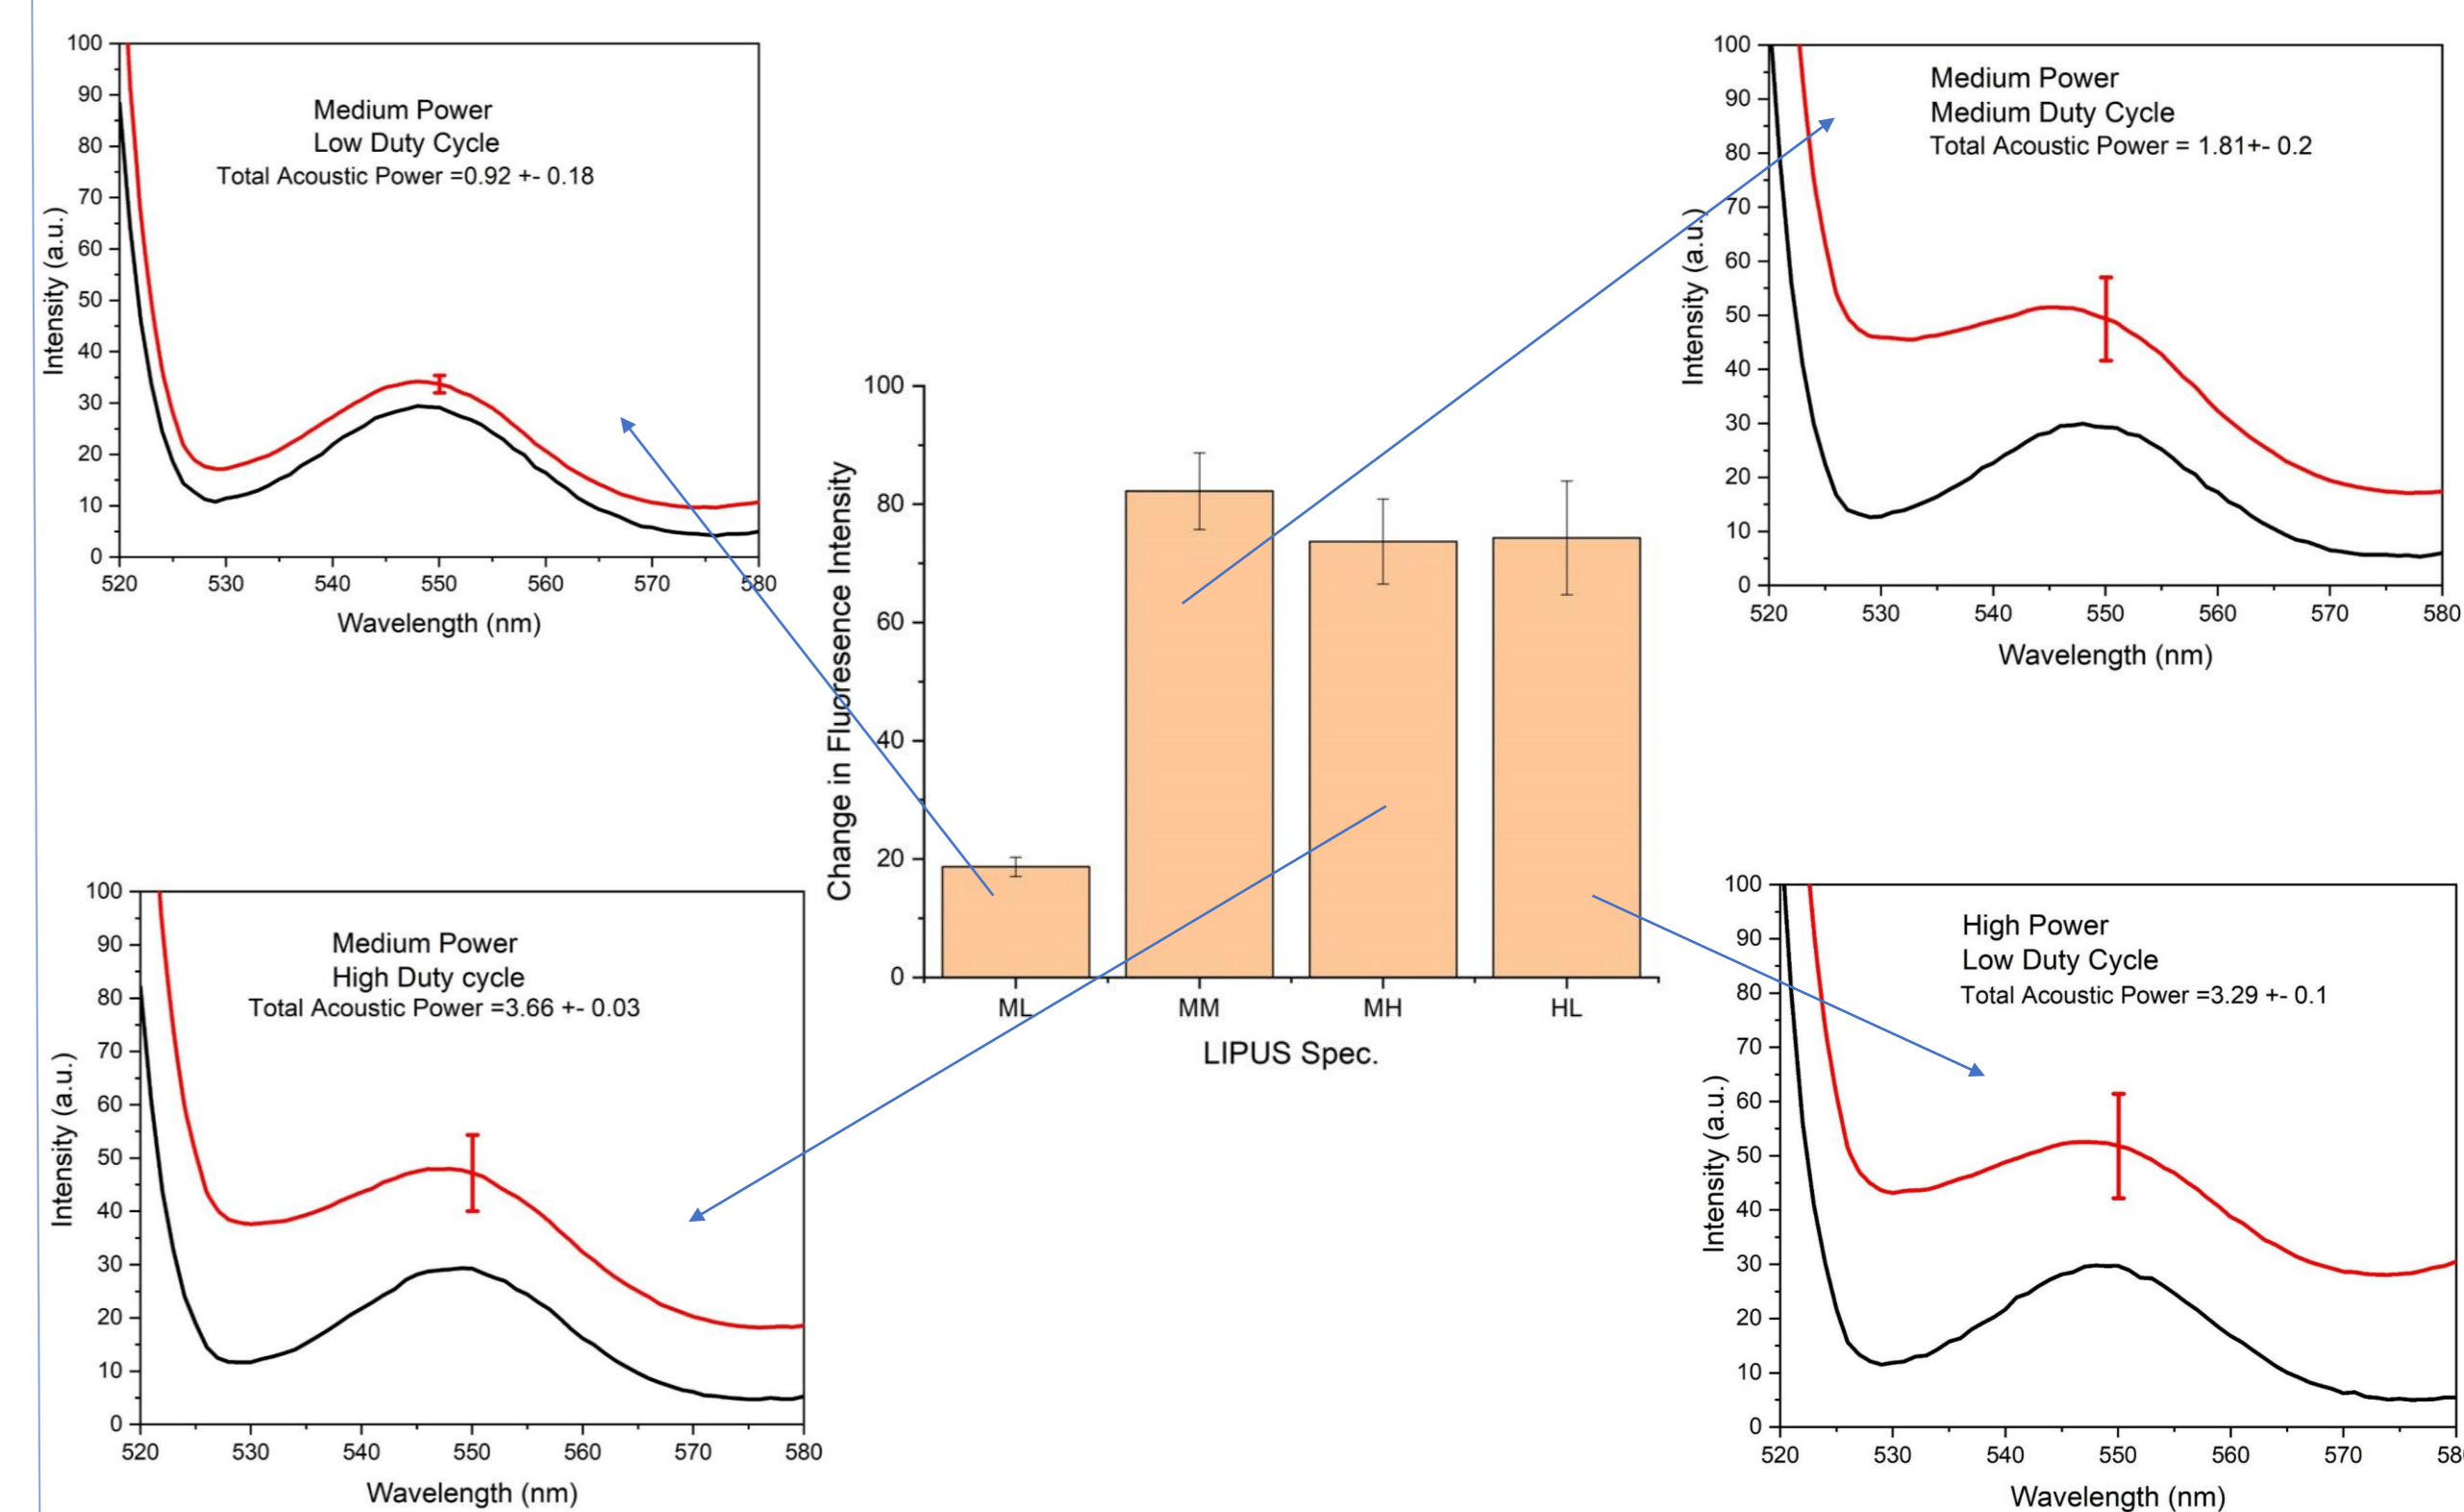 100
90
80
70
60
50
40
30
20
10
0
Intensity (a.u.)
Medium Power
Low Duty Cycle
Total Acoustic Power =0.92 +- 0.18
520 530 540 550 560 570 580
Wavelength (nm)
100
90
80
70
60
50
40
30
20
10
0
Intensity (a.u.)
Medium Power
Medium Duty Cycle
Total Acoustic Power = 1.81+- 0.2
520 530 540 550 560 570 580
Wavelength (nm)
100
80
60
40
20
0
Change in Fluoresence Intensity
ML MM MH HL
LIPUS Spec.
100
90
80
70
60
50
40
30
20
10
0
Intensity (a.u.)
Medium Power
High Duty cycle
Total Acoustic Power =3.66 +- 0.03
520 530 540 550 560 570 580
Wavelength (nm)
100
90
80
70
60
50
40
30
20
10
0
Intensity (a.u.)
High Power
Low Duty Cycle
Total Acoustic Power =3.29 +- 0.1
520 530 540 550 560 570 58
Wavelength (nm)